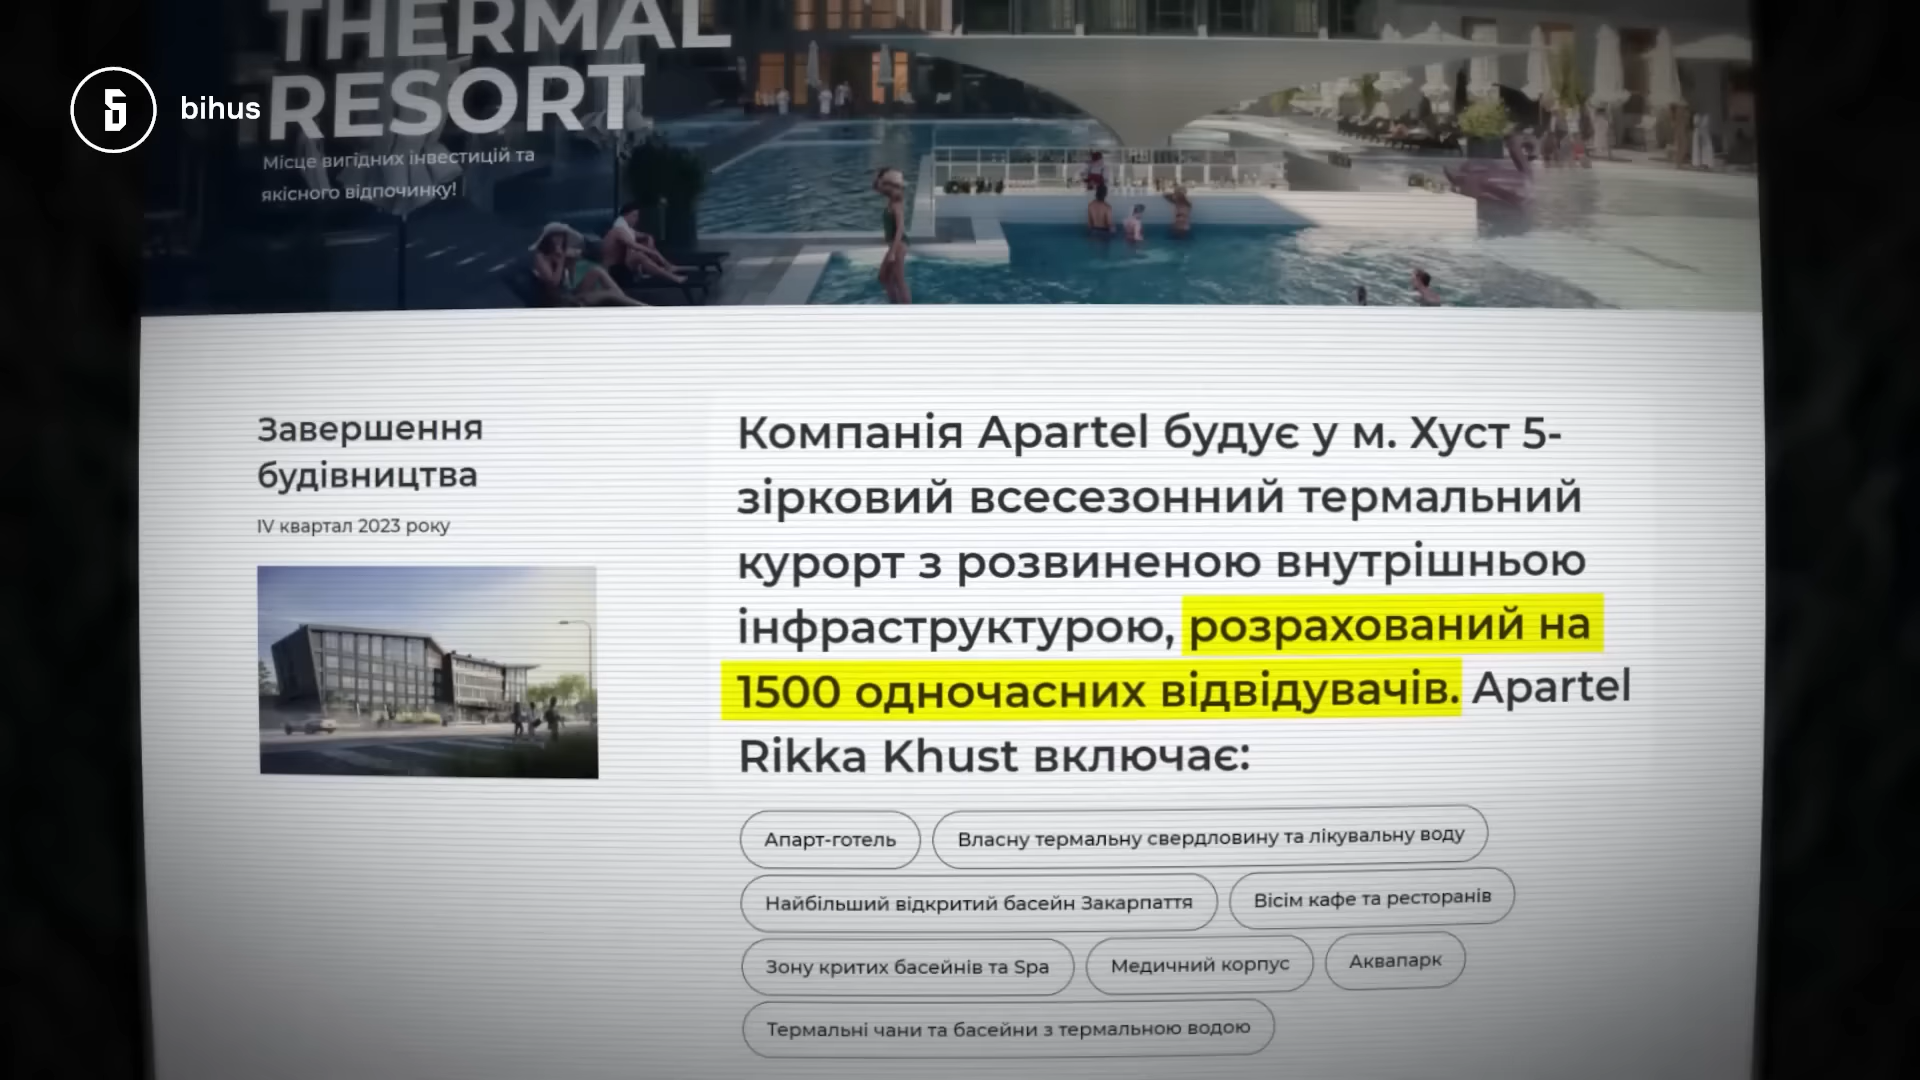 THERMAL
RESORT
bihus
Місце вигідних інвестицій та
якісного відпочинку!
Завершення
будівництва
IV квартал 2023 року
Компанія Apartel будує у м. Хуст 5-
зірковий всесезонний термальний
курорт з розвиненою внутрішньою
інфраструктурою, розрахований на
1500 одночасних відвідувачів. Apartel
Rikka Khust включає:
Апарт-готель
Власну термальну свердловину та лікувальну воду
Найбільший відкритий басейн Закарпаття
Вісім кафе та ресторанів
Зону критих басейнів та Spa
Медичний корпус
Аквапарк
Термальні чани та басейни з термальною водою